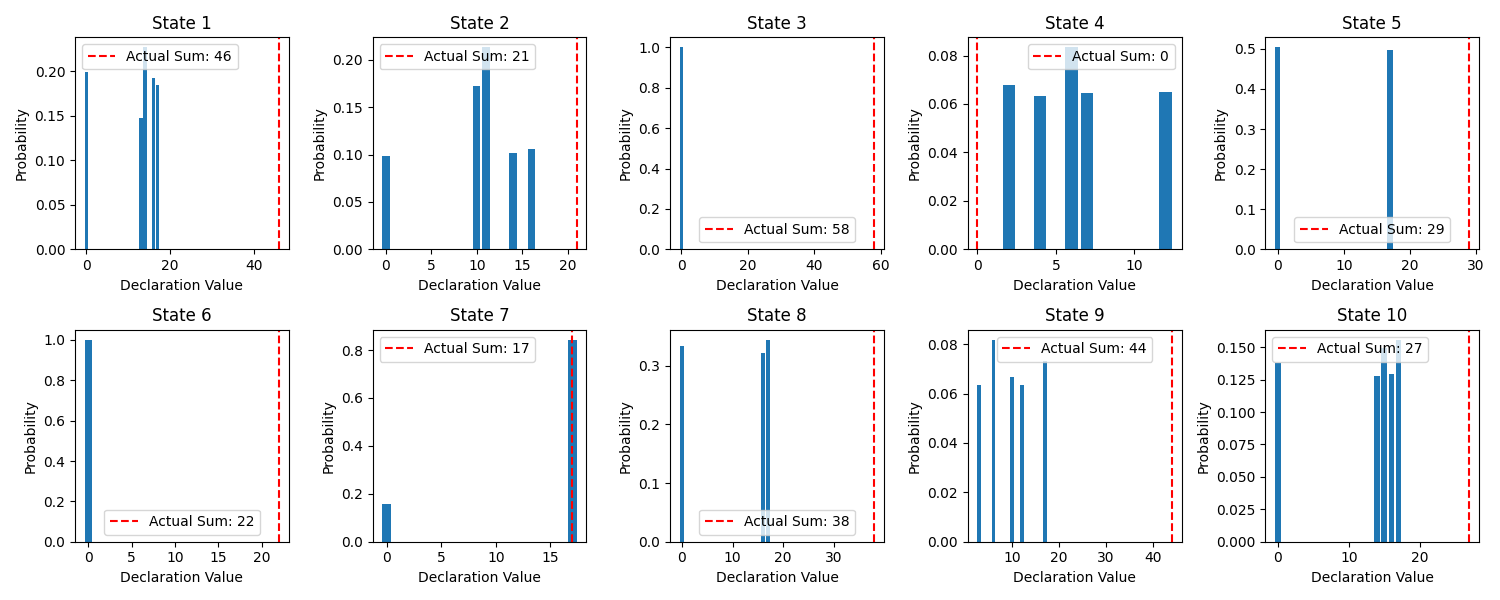 State 1
State 2
State 3
State 4
State 5
Actual Sum: 46
Actual Sum: 21
Actual Sum: 58
Actual Sum: 0
Actual Sum: 29
Probability
0.00
0.05
0.10
0.15
0.20
0 20 40
Declaration Value
Probability
0.00
0.05
0.10
0.15
0.20
0 5 10 15 20
Declaration Value
Probability
0.0
0.2
0.4
0.6
0.8
1.0
0 20 40 60
Declaration Value
Probability
0.00
0.02
0.04
0.06
0.08
0 5 10
Declaration Value
Probability
0.0
0.1
0.2
0.3
0.4
0.5
0 10 20 30
Declaration Value
State 6
State 7
State 8
State 9
State 10
Actual Sum: 22
Actual Sum: 17
Actual Sum: 38
Actual Sum: 44
Actual Sum: 27
Probability
0.0
0.2
0.4
0.6
0.8
1.0
0 5 10 15 20
Declaration Value
Probability
0.0
0.2
0.4
0.6
0.8
0 5 10 15
Declaration Value
Probability
0.0
0.1
0.2
0.3
0 10 20 30
Declaration Value
Probability
0.00
0.02
0.04
0.06
0.08
10 20 30 40
Declaration Value
Probability
0.000
0.025
0.050
0.075
0.100
0.125
0.150
0 10 20
Declaration Value